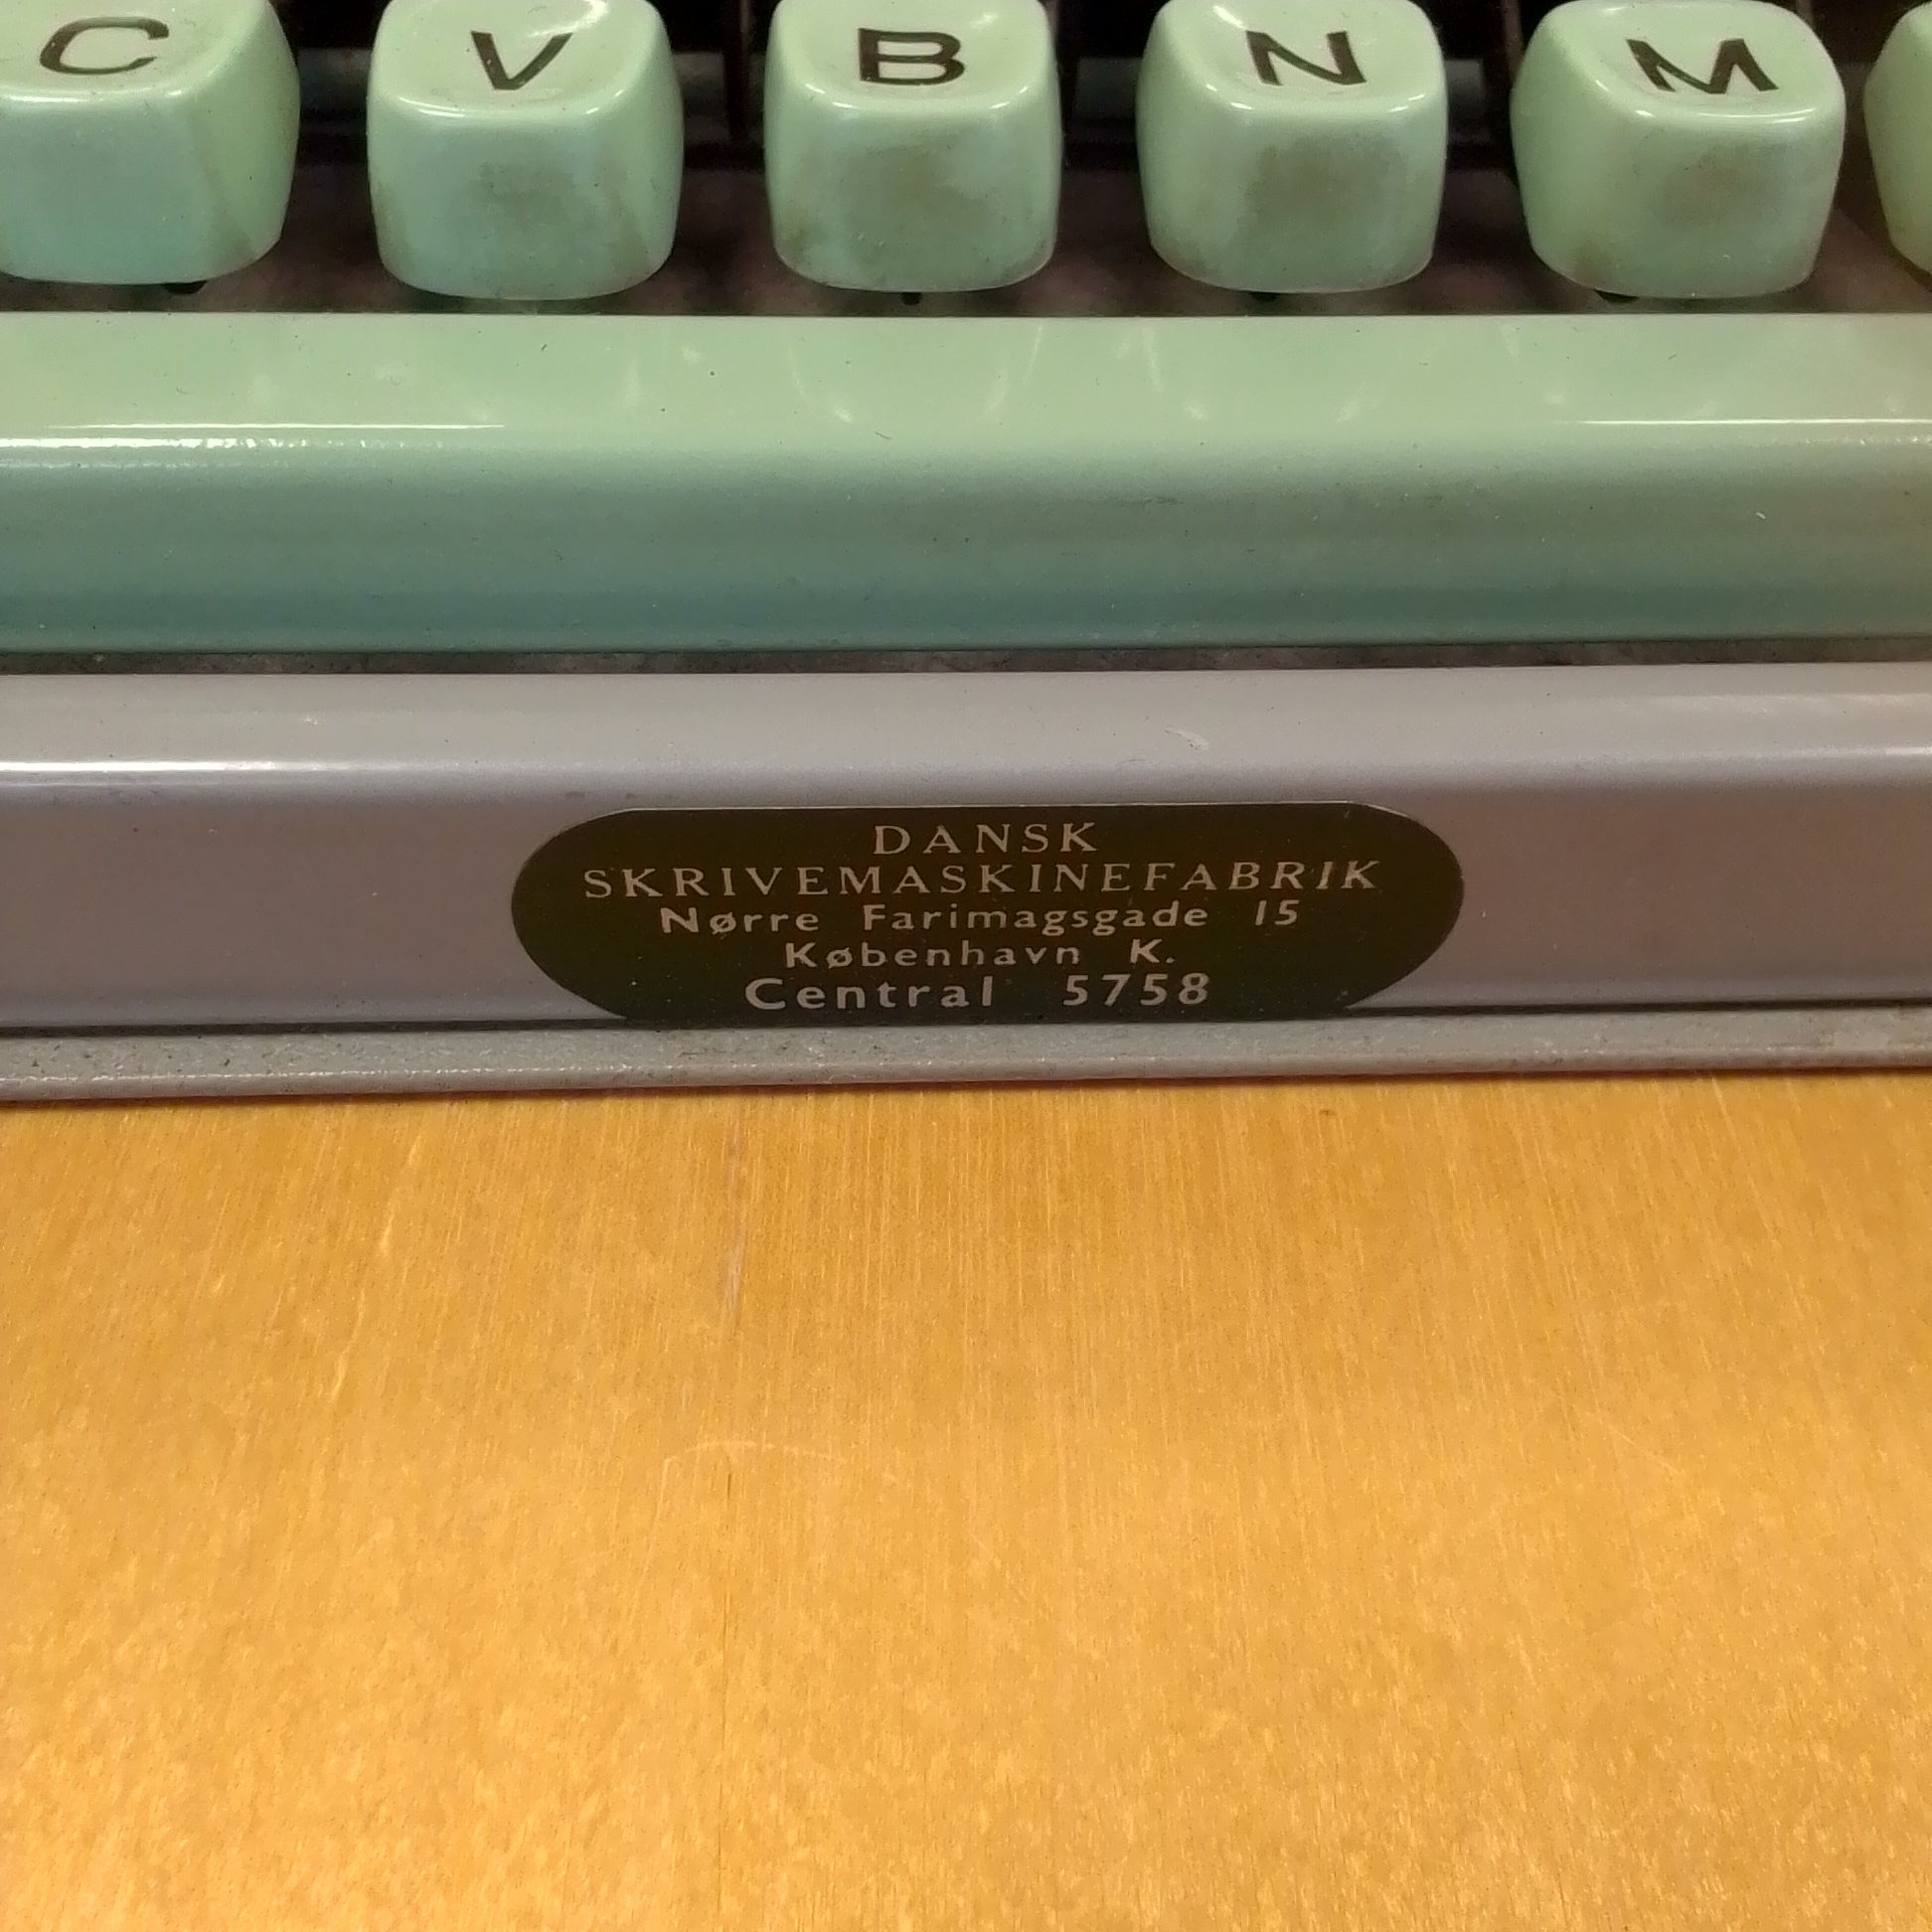 C V B N M
DANSK
SKRIVEMASKINEFABRIK
Nørre Farimagsgade 15
København K.
Central 5758